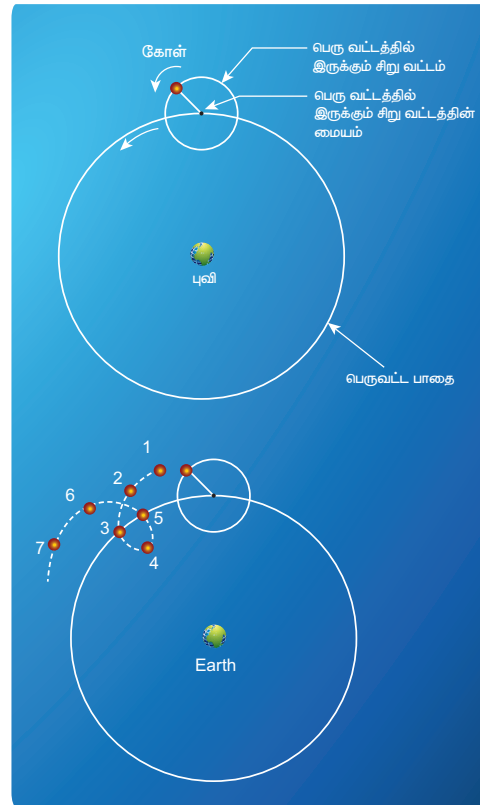 கோள்
பெரு வட்டத்தில்
இருக்கும் சிறு வட்டம்
பெரு வட்டத்தில்
இருக்கும் சிறு வட்டத்தின்
மையம்
புவி
பெருவட்ட பாதை
1
2
6
5
3
7
4
Earth